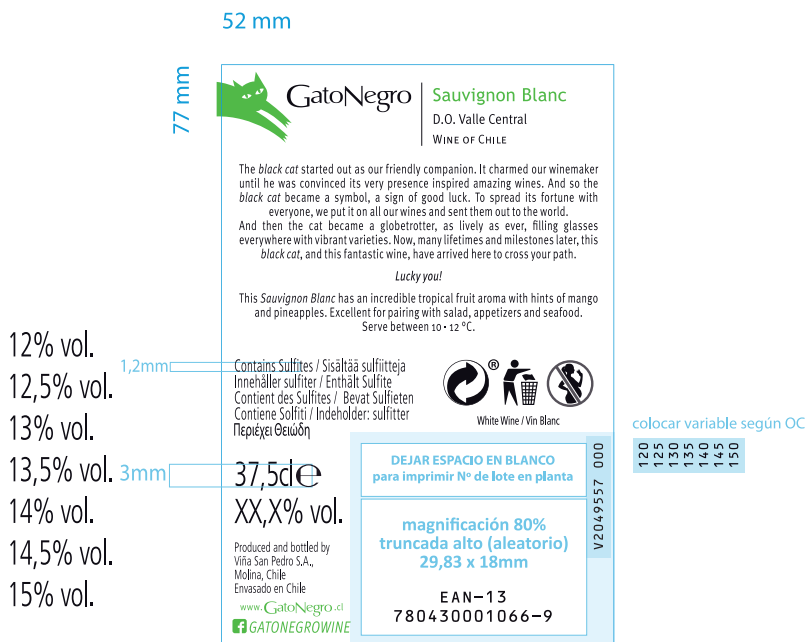 52 mm
77 mm
GatoNegro
Sauvignon Blanc
D.O. Valle Central
WINE OF CHILE
The black cat started out as our friendly companion. It charmed our winemaker
until he was convinced its very presence inspired amazing wines. And so the
black cat became a symbol, a sign of good luck. To spread its fortune with
everyone, we put it on all our wines and sent them out to the world.
And then the cat became a globetrotter, as lively as ever, filling glasses
everywhere with vibrant varieties. Now, many lifetimes and milestones later, this
black cat, and this fantastic wine, have arrived here to cross your path.
Lucky you!
This Sauvignon Blanc has an incredible tropical fruit aroma with hints of mango
and pineapples. Excellent for pairing with salad, appetizers and seafood.
Serve between 10 • 12 ºC.
12% vol.
12,5% vol.
13% vol.
13,5% vol.
14% vol.
14,5% vol.
15% vol.
1,2mm
Contains Sulfites / Sisältää sulfiitteja
Innehåller sulfiter / Enthält Sulfite
Contient des Sulfites / Bevat Sulfieten
Contiene Solfiti / Indeholder: sulfitter
Περιέχει Θειώδη
®
White Wine / Vin Blanc
3mm
37,5cl℮
XX,X% vol.
Produced and bottled by
Viña San Pedro S.A.,
Molina, Chile
Envasado en Chile
www.GatoNegro.cl
f GATONEGROWINE
DEJAR ESPACIO EN BLANCO
para imprimir Nº de lote en planta
magnificación 80%
truncada alto (aleatorio)
29,83 x 18mm
EAN-13
780430001066-9
V2049557 000
colocar variable según OC
120
125
130
135
140
145
150